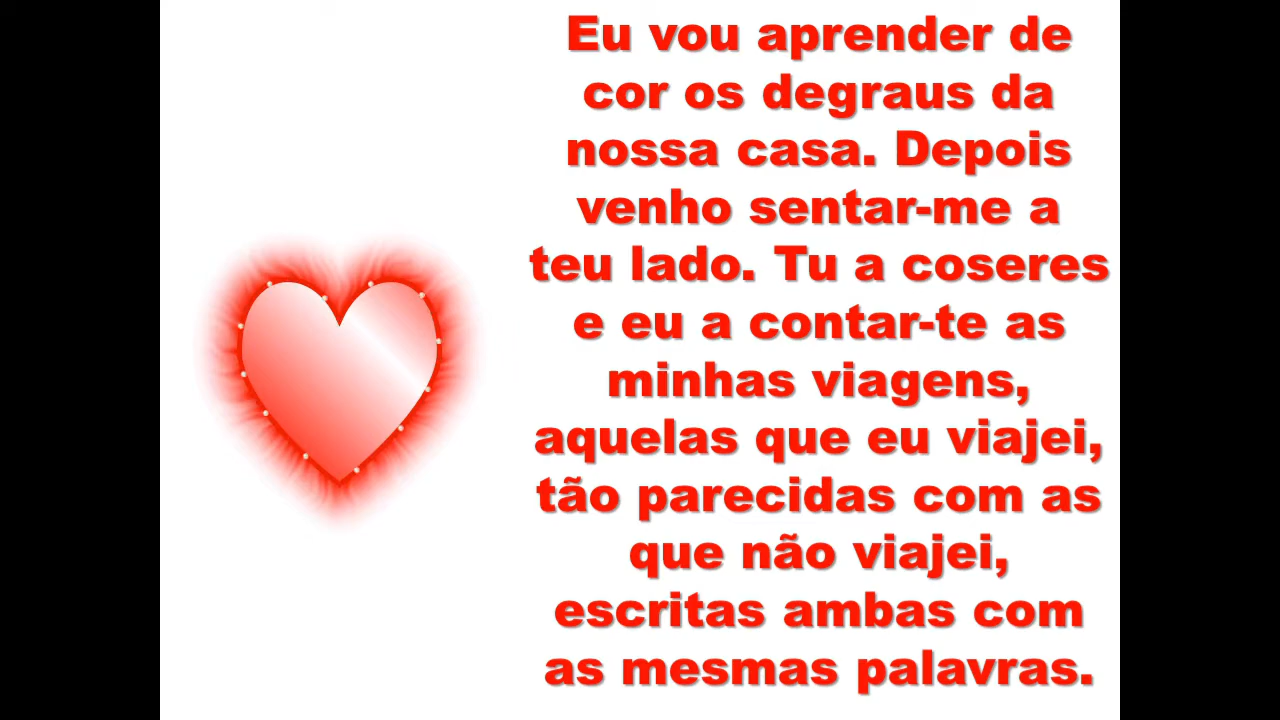 Eu vou aprender de
cor os degraus da
nossa casa. Depois
venho sentar-me a
teu lado. Tu a coseres
e eu a contar-te as
minhas viagens,
aquelas que eu viajei,
tão parecidas com as
que não viajei,
escritas ambas com
as mesmas palavras.